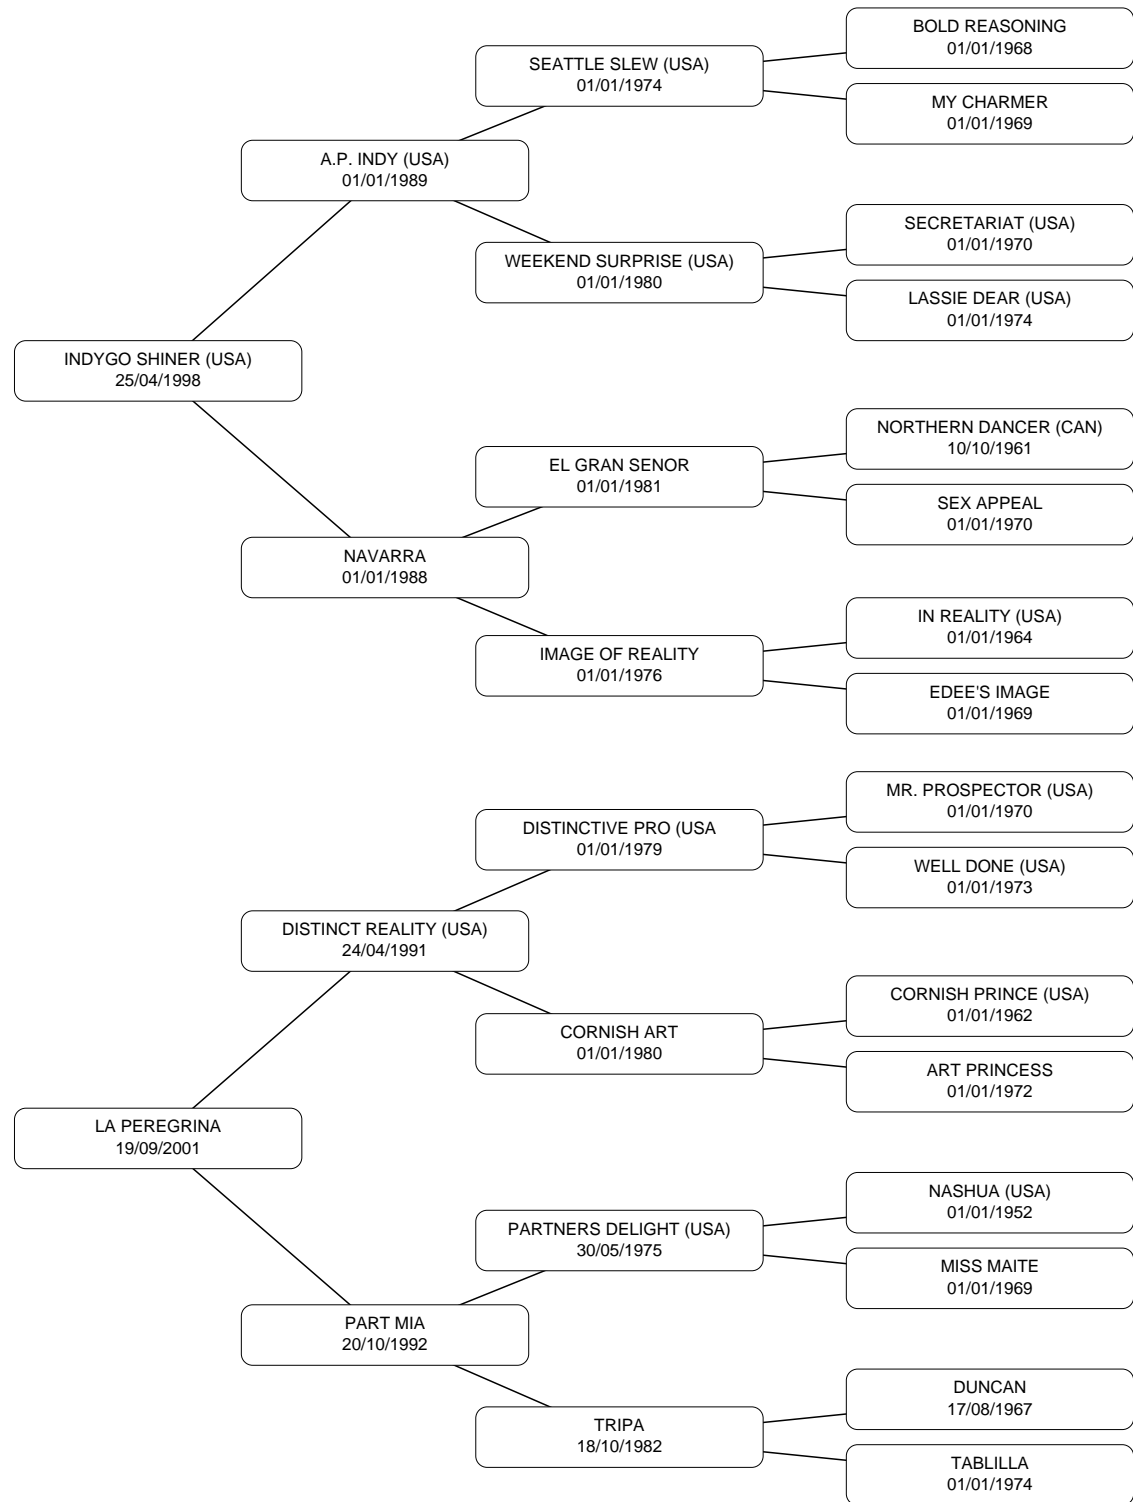 BOLD REASONING
01/01/1968
SEATTLE SLEW (USA)
01/01/1974
MY CHARMER
01/01/1969
A.P. INDY (USA)
01/01/1989
SECRETARIAT (USA)
01/01/1970
WEEKEND SURPRISE (USA)
01/01/1980
LASSIE DEAR (USA)
01/01/1974
INDYGO SHINER (USA)
25/04/1998
NORTHERN DANCER (CAN)
10/10/1961
EL GRAN SENOR
01/01/1981
SEX APPEAL
01/01/1970
NAVARRA
01/01/1988
IN REALITY (USA)
01/01/1964
IMAGE OF REALITY
01/01/1976
EDEE'S IMAGE
01/01/1969
MR. PROSPECTOR (USA)
01/01/1970
DISTINCTIVE PRO (USA
01/01/1979
WELL DONE (USA)
01/01/1973
DISTINCT REALITY (USA)
24/04/1991
CORNISH PRINCE (USA)
01/01/1962
CORNISH ART
01/01/1980
ART PRINCESS
01/01/1972
LA PEREGRINA
19/09/2001
NASHUA (USA)
01/01/1952
PARTNERS DELIGHT (USA)
30/05/1975
MISS MAITE
01/01/1969
PART MIA
20/10/1992
DUNCAN
17/08/1967
TRIPA
18/10/1982
TABLILLA
01/01/1974